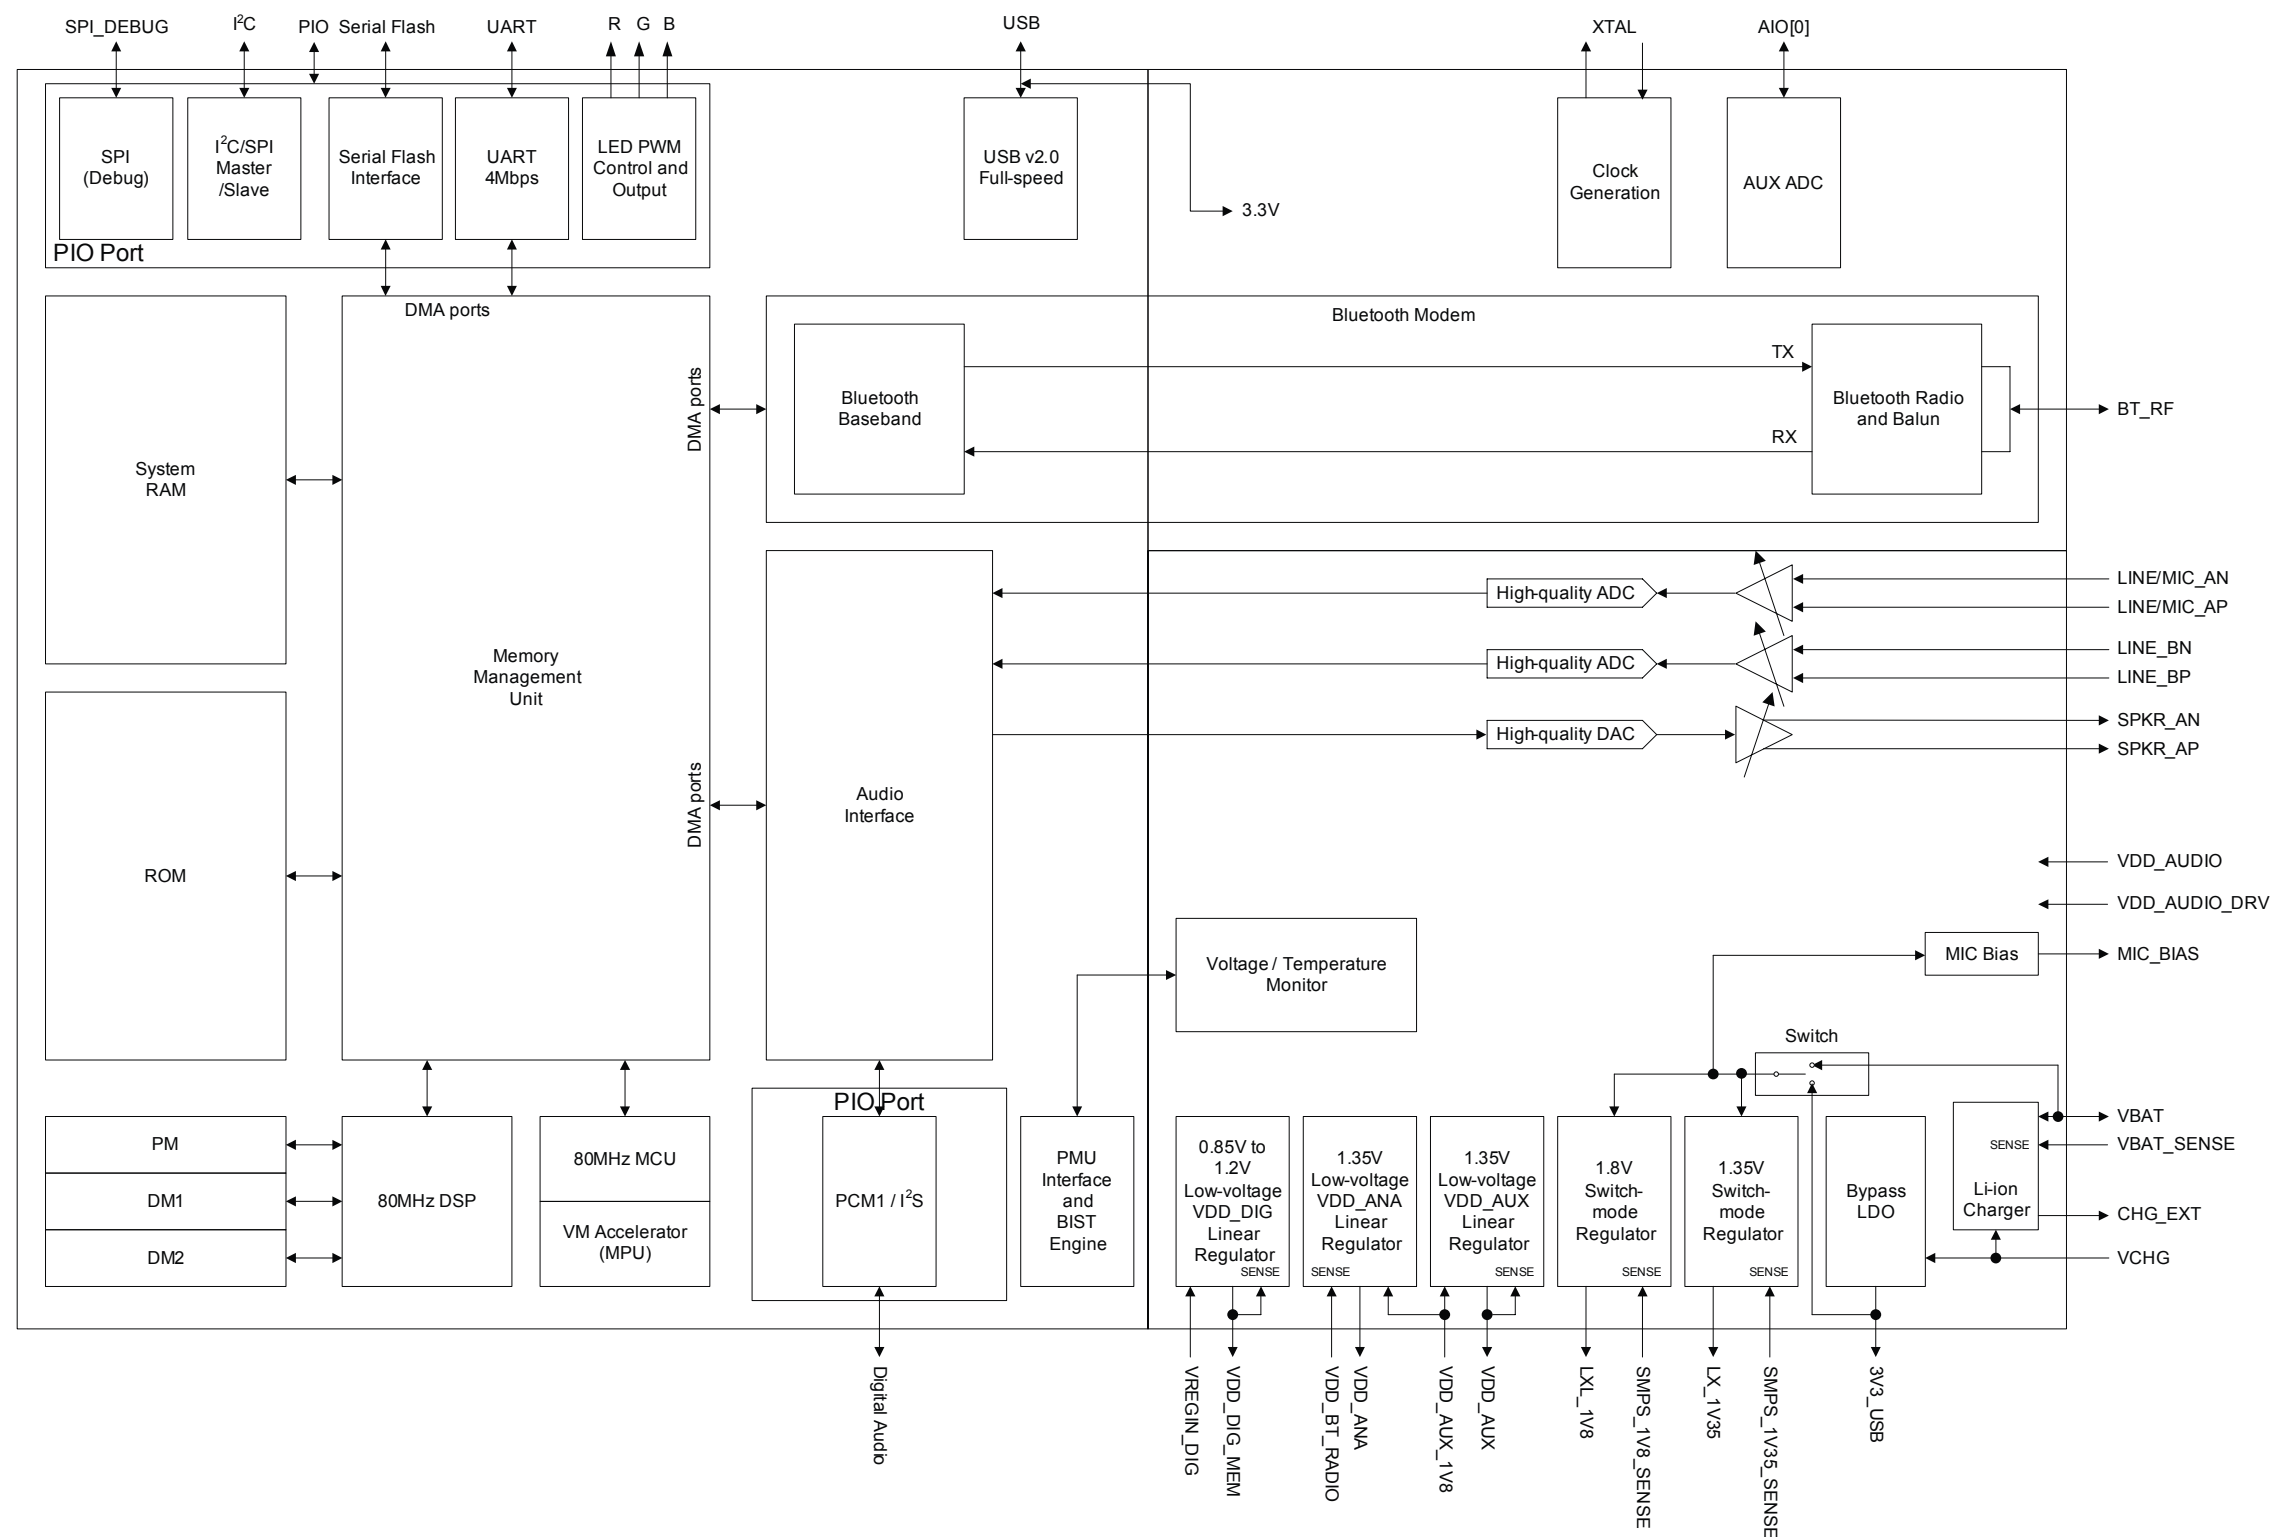 SPI_DEBUG
I²C
PIO
Serial Flash
UART
R
G
B
USB
XTAL
AIO[0]
SPI
(Debug)
I²C/SPI
Master
/Slave
Serial Flash
Interface
UART
4Mbps
LED PWM
Control and
Output
USB v2.0
Full-speed
Clock
Generation
AUX ADC
3.3V
PIO Port
DMA ports
Bluetooth Modem
System
RAM
DMA ports
Bluetooth
Baseband
TX
RX
Bluetooth Radio
and Balun
BT_RF
Memory
Management
Unit
High-quality ADC
LINE/MIC_AN
LINE/MIC_AP
High-quality ADC
LINE_BN
LINE_BP
High-quality DAC
SPKR_AN
SPKR_AP
DMA ports
Audio
Interface
ROM
VDD_AUDIO
VDD_AUDIO_DRV
Voltage / Temperature
Monitor
MIC Bias
MIC_BIAS
Switch
PIO Port
PM
DM1
DM2
80MHz DSP
80MHz MCU
VM Accelerator
(MPU)
PCM1 / I²S
PMU
Interface
and
BIST
Engine
0.85V to
1.2V
Low-voltage
VDD_DIG
Linear
Regulator
SENSE
1.35V
Low-voltage
VDD_ANA
Linear
Regulator
SENSE
1.35V
Low-voltage
VDD_AUX
Linear
Regulator
SENSE
1.8V
Switch-
mode
Regulator
SENSE
1.35V
Switch-
mode
Regulator
SENSE
Bypass
LDO
SENSE
Li-ion
Charger
VBAT
VBAT_SENSE
CHG_EXT
VCHG
Digital Audio
VREGIN_DIG
VDD_DIG_MEM
VDD_BT_RADIO
VDD_ANA
VDD_AUX_1V8
VDD_AUX
LXL_1V8
SMPS_1V8_SENSE
LX_1V35
SMPS_1V35_SENSE
3V3_USB